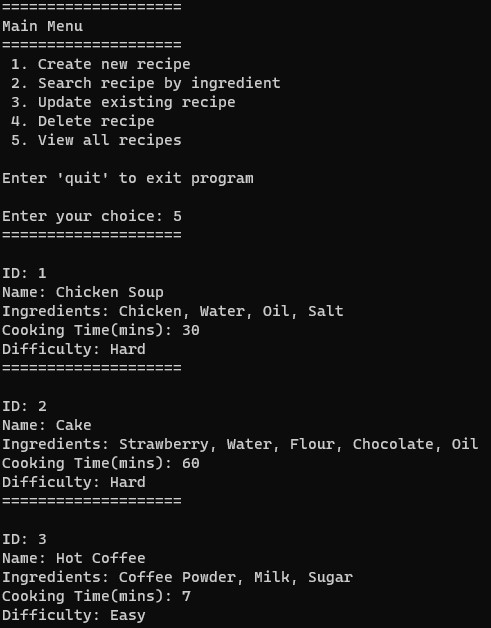 ====================
Main Menu
====================
 1. Create new recipe
 2. Search recipe by ingredient
 3. Update existing recipe
 4. Delete recipe
 5. View all recipes

Enter 'quit' to exit program

Enter your choice: 5
====================

ID: 1
Name: Chicken Soup
Ingredients: Chicken, Water, Oil, Salt
Cooking Time(mins): 30
Difficulty: Hard
====================

ID: 2
Name: Cake
Ingredients: Strawberry, Water, Flour, Chocolate, Oil
Cooking Time(mins): 60
Difficulty: Hard
====================

ID: 3
Name: Hot Coffee
Ingredients: Coffee Powder, Milk, Sugar
Cooking Time(mins): 7
Difficulty: Easy